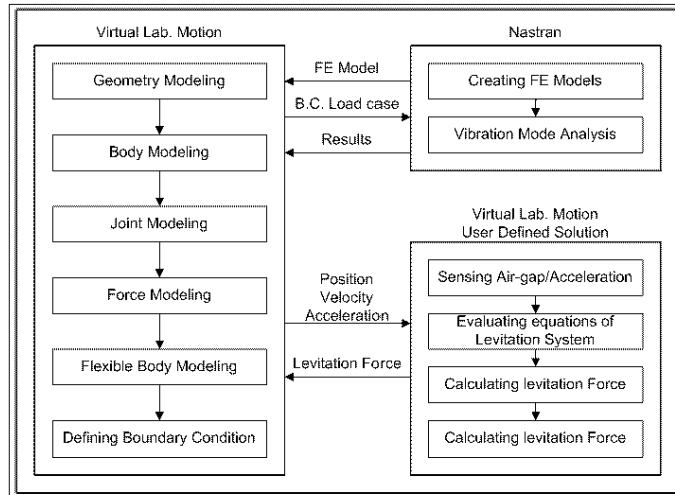 Virtual Lab. Motion
Geometry Modeling
Body Modeling
Joint Modeling
Force Modeling
Flexible Body Modeling
Defining Boundary Condition
FE Model
B.C. Load case
Results
Position
Velocity
Acceleration
Levitation Force
Nastran
Creating FE Models
Vibration Mode Analysis
Virtual Lab. Motion
User Defined Solution
Sensing Air-gap/Acceleration
Evaluating equations of
Levitation System
Calculating levitation Force
Calculating levitation Force